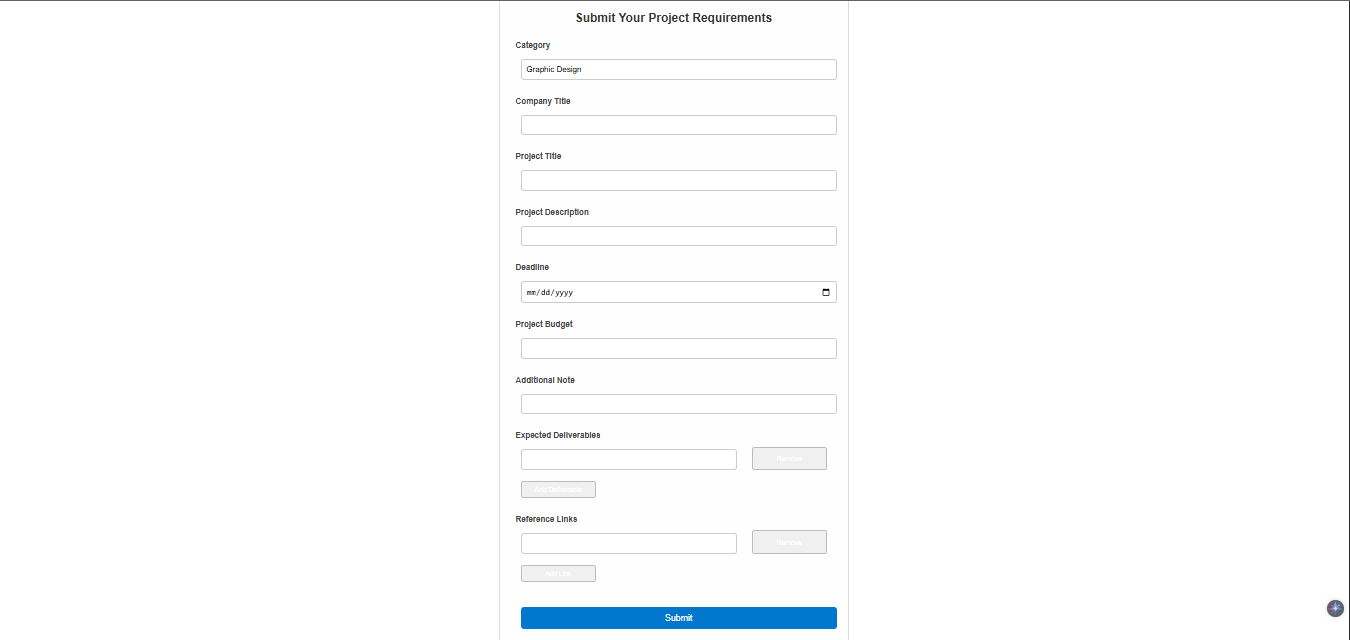 Submit Your Project Requirements
Category
Graphic Design
Company Title
Project Title
Project Description
Deadline
mm/dd/yyyy
Project Budget
Additional Note
Expected Deliverables
Remove
Add Deliverable
Reference Links
Remove
Add Link
Submit